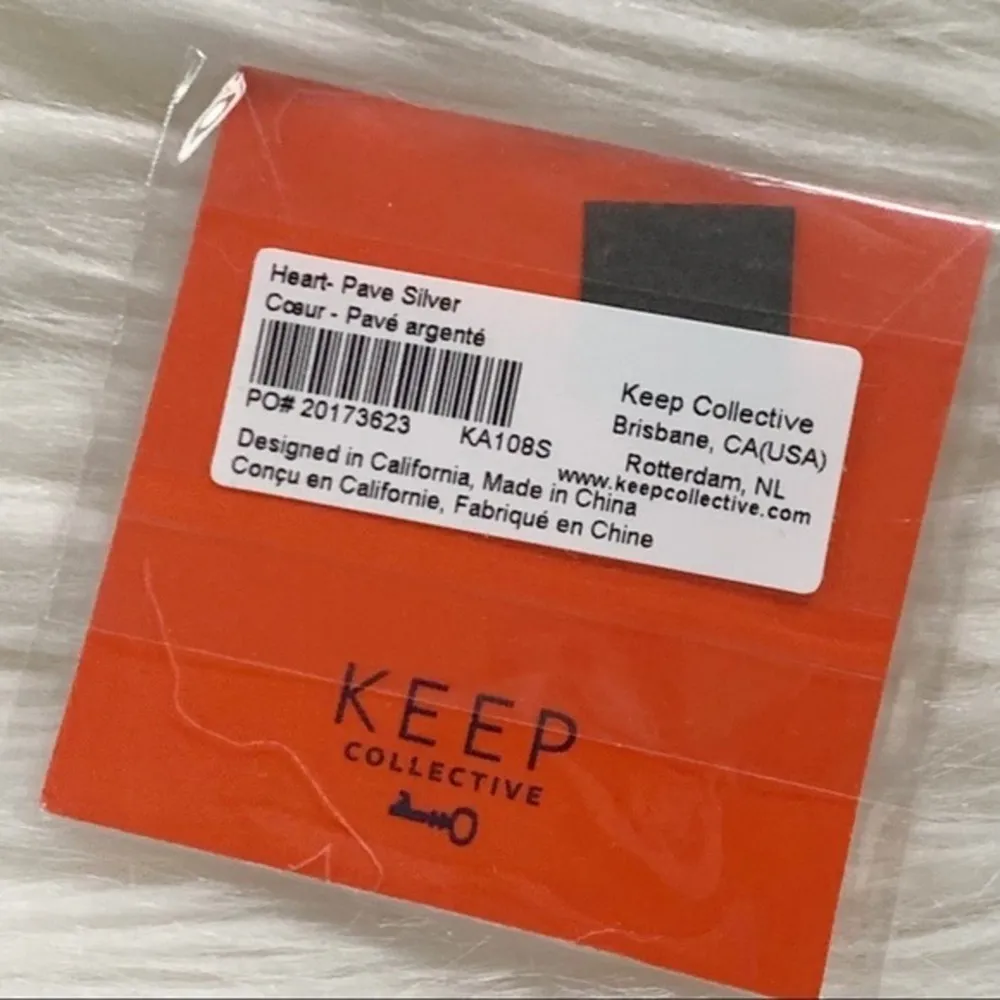 Heart- Pave Silver
Cœur - Pavé argenté
PO# 20173623
KA108S
Designed in California, Made in China
Conçu en Californie, Fabriqué en Chine
Keep Collective
Brisbane, CA(USA)
Rotterdam, NL
www.keepcollective.com
KEEP
COLLECTIVE